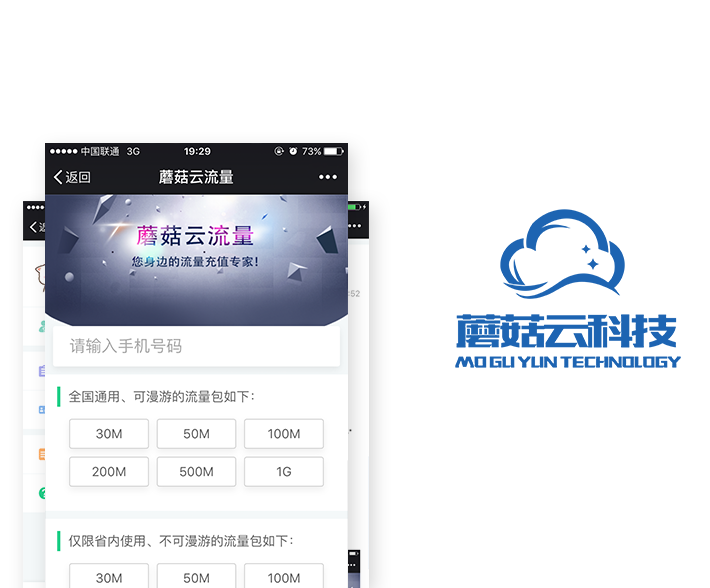 中国联通 3G 19:29 73%
返回 蘑菇云流量
蘑菇云流量
您身边的流量充值专家!
请输入手机号码
全国通用、可漫游的流量包如下:
30M 50M 100M
200M 500M 1G
仅限省内使用、不可漫游的流量包如下:
30M 50M 100M
:52
蘑菇云科技
MO GU YUN TECHNOLOGY